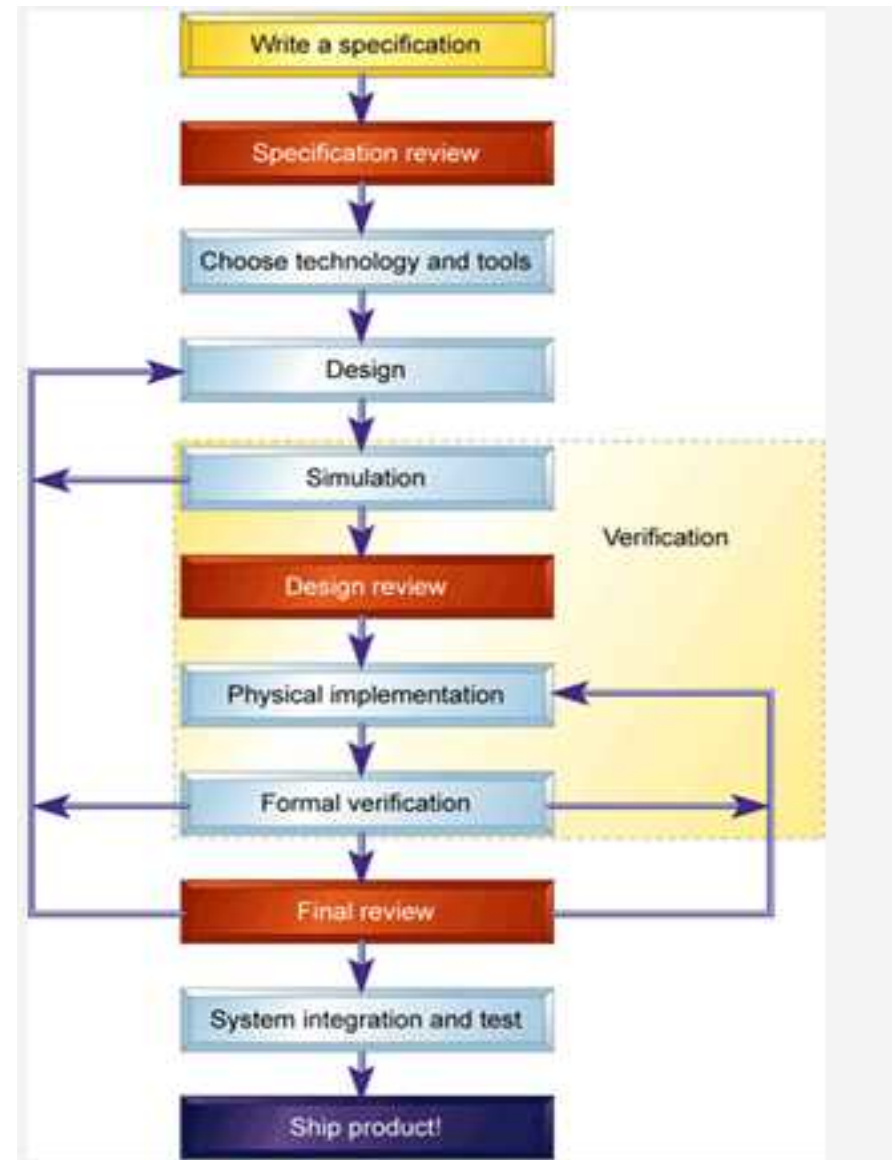 Write a specification
Specification review
Choose technology and tools
Design
Simulation
Verification
Design review
Physical implementation
Formal verification
Final review
System integration and test
Ship product!